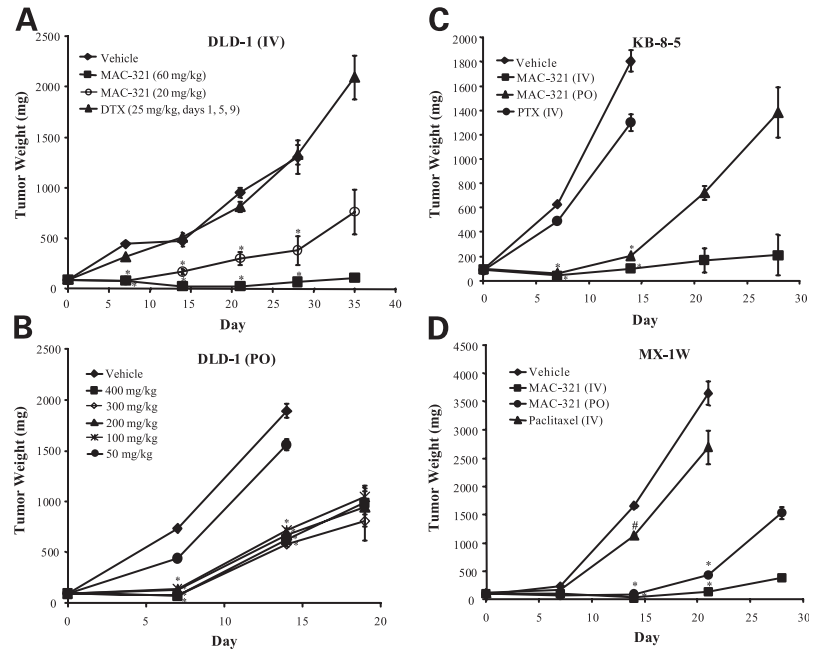 A
DLD-1 (IV)
2500
2000
1500
1000
500
0
Vehicle
MAC-321 (60 mg/kg)
MAC-321 (20 mg/kg)
DTX (25 mg/kg, days 1, 5, 9)
Tumor Weight (mg)
* * * * * * * *
0 5 10 15 20 25 30 35 40
Day
B
DLD-1 (PO)
2500
2000
1500
1000
500
0
Vehicle
400 mg/kg
300 mg/kg
200 mg/kg
100 mg/kg
50 mg/kg
Tumor Weight (mg)
* * * * *
0 5 10 15 20
Day
C
KB-8-5
2000
1800
1600
1400
1200
1000
800
600
400
200
0
Vehicle
MAC-321 (IV)
MAC-321 (PO)
PTX (IV)
Tumor Weight (mg)
* * * *
0 5 10 15 20 25 30
Day
D
MX-1W
4500
4000
3500
3000
2500
2000
1500
1000
500
0
Vehicle
MAC-321 (IV)
MAC-321 (PO)
Paclitaxel (IV)
Tumor Weight (mg)
#
* * * *
0 5 10 15 20 25 30
Day